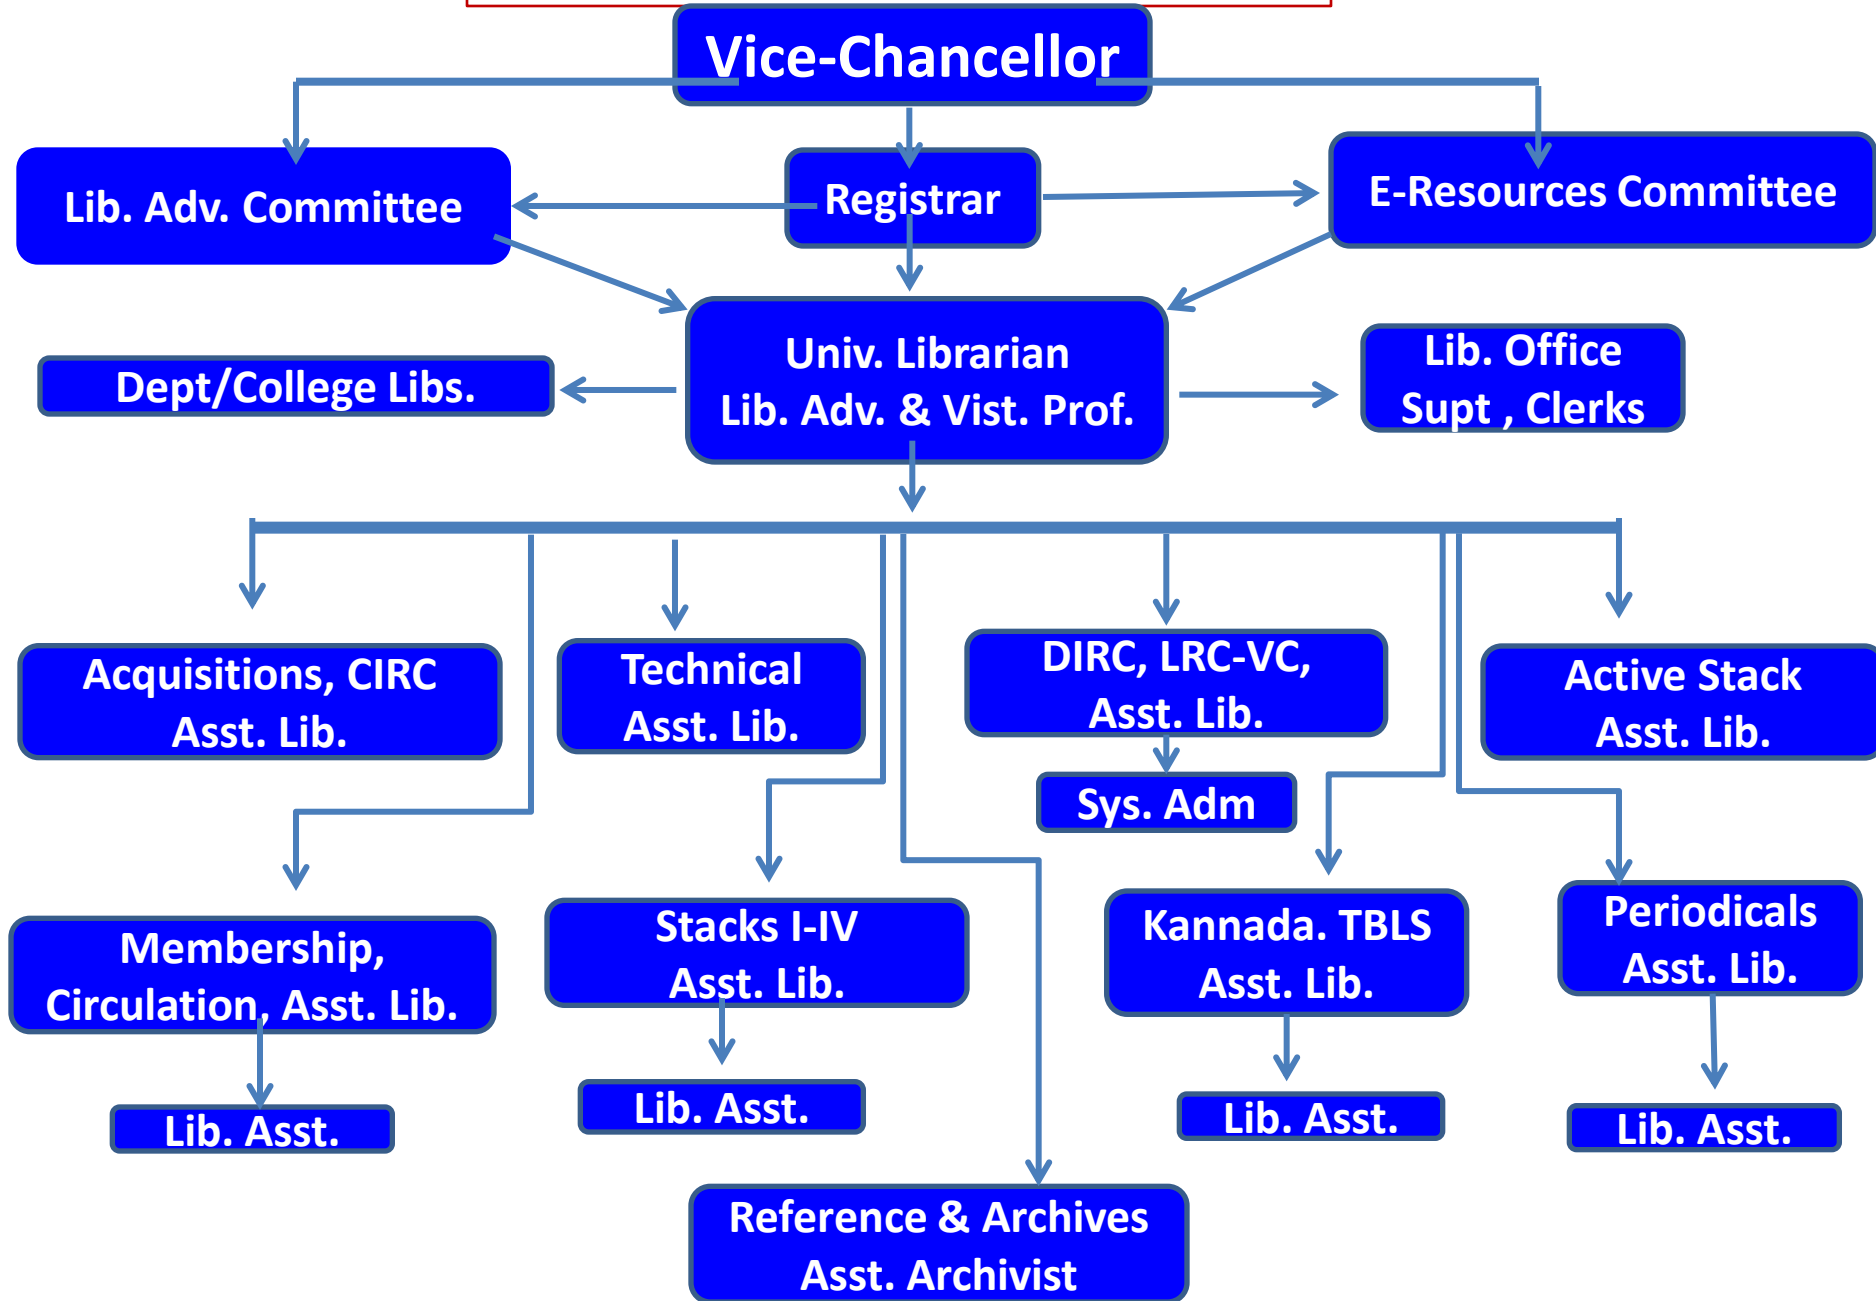 Vice-Chancellor
Lib. Adv. Committee
Registrar
E-Resources Committee
Univ. Librarian
Lib. Adv. & Vist. Prof.
Dept/College Libs.
Lib. Office
Supt , Clerks
Acquisitions, CIRC
Asst. Lib.
Technical
Asst. Lib.
DIRC, LRC-VC,
Asst. Lib.
Active Stack
Asst. Lib.
Sys. Adm
Membership,
Circulation, Asst. Lib.
Stacks I-IV
Asst. Lib.
Kannada. TBLS
Asst. Lib.
Periodicals
Asst. Lib.
Lib. Asst.
Lib. Asst.
Lib. Asst.
Lib. Asst.
Reference & Archives
Asst. Archivist